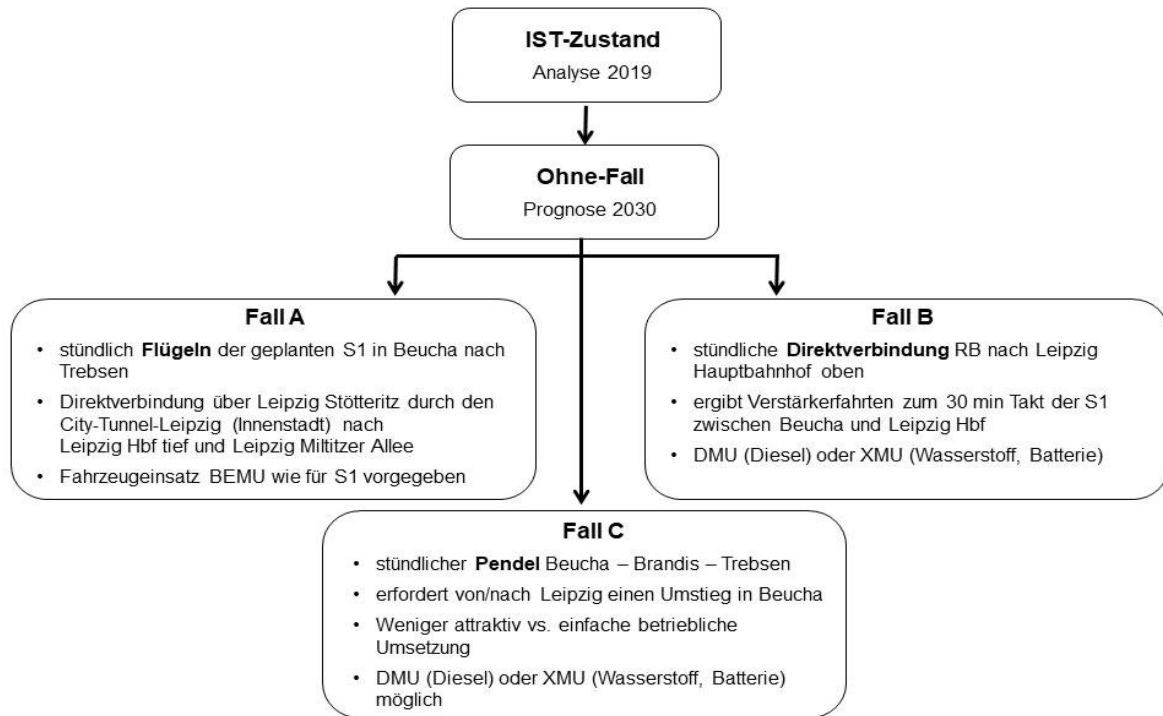 IST-Zustand
Analyse 2019
Ohne-Fall
Prognose 2030
Fall A
• stündlich Flügeln der geplanten S1 in Beucha nach
Trebsen
• Direktverbindung über Leipzig Stötteritz durch den
City-Tunnel-Leipzig (Innenstadt) nach
Leipzig Hbf tief und Leipzig Miltitzer Allee
• Fahrzeugeinsatz BEMU wie für S1 vorgegeben
Fall B
• stündliche Direktverbindung RB nach Leipzig
Hauptbahnhof oben
• ergibt Verstärkerfahrten zum 30 min Takt der S1
zwischen Beucha und Leipzig Hbf
• DMU (Diesel) oder XMU (Wasserstoff, Batterie)
Fall C
• stündlicher Pendel Beucha – Brandis – Trebsen
• erfordert von/nach Leipzig einen Umstieg in Beucha
• Weniger attraktiv vs. einfache betriebliche
Umsetzung
• DMU (Diesel) oder XMU (Wasserstoff, Batterie)
möglich